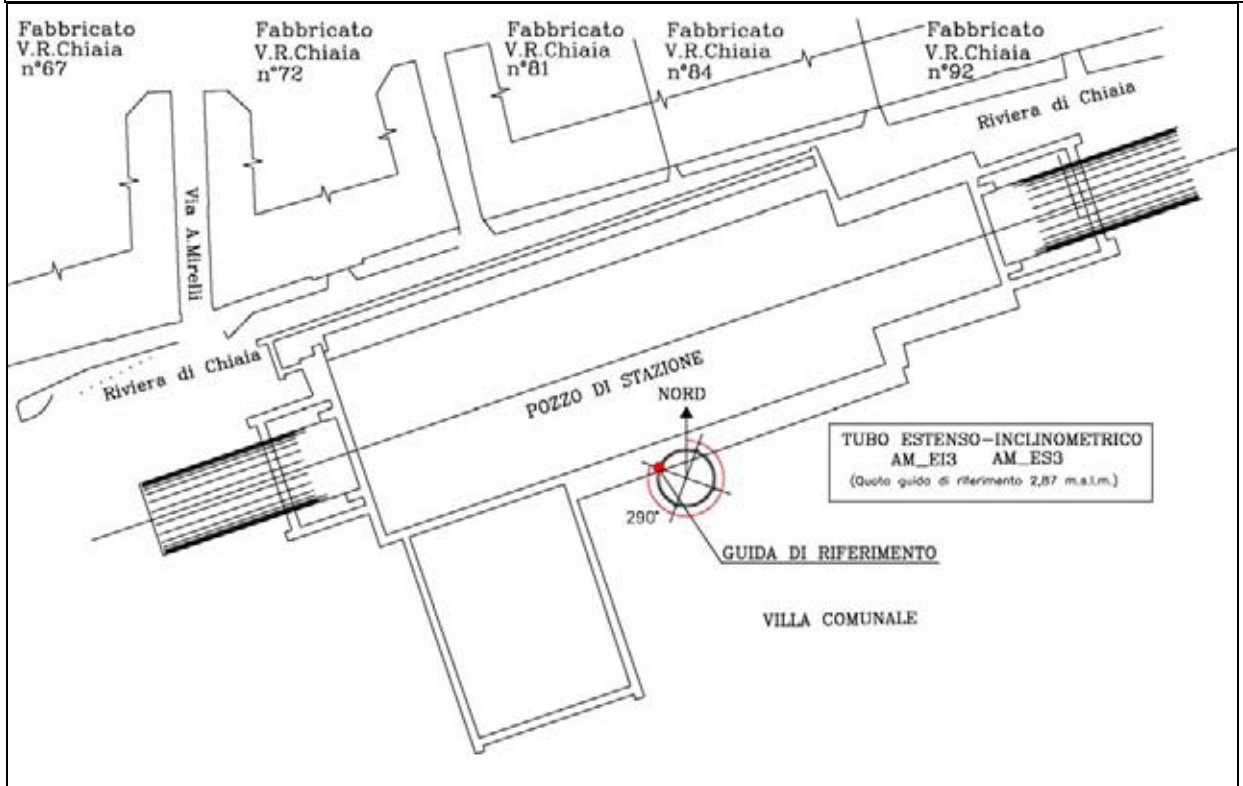 Fabbricato
V.R.Chiaia
n°67
Fabbricato
V.R.Chiaia
n°72
Fabbricato
V.R.Chiaia
n°81
Fabbricato
V.R.Chiaia
n°84
Fabbricato
V.R.Chiaia
n°92
Riviera di Chiaia
Via A.Mirelli
Riviera di Chiaia
POZZO DI STAZIONE
NORD
TUBO ESTENSO-INCLINOMETRICO
AM_EI3 AM_ES3
(Quota guida di riferimento 2,87 m.s.l.m.)
290°
GUIDA DI RIFERIMENTO
VILLA COMUNALE